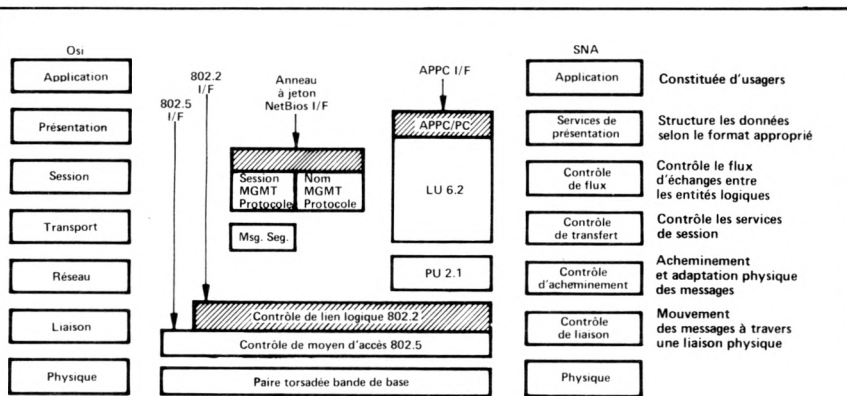 Osi
Application
Présentation
Session
Transport
Réseau
Liaison
Physique
802.5
I/F
802.2
I/F
Anneau
à jeton
NetBios I/F
Session
MGMT
Protocole
Nom
MGMT
Protocole
Msg. Seg.
APPC I/F
APPC/PC
LU 6.2
PU 2.1
Contrôle de lien logique 802.2
Contrôle de moyen d'accès 802.5
Paire torsadée bande de base
SNA
Application
Services de
présentation
Contrôle
de flux
Contrôle
de transfert
Contrôle
d'acheminement
Contrôle
de liaison
Physique
Constituée d'usagers
Structure les données
selon le format approprié
Contrôle le flux
d'échanges entre
les entités logiques
Contrôle les services
de session
Acheminement
et adaptation physique
des messages
Mouvement
des messages à travers
une liaison physique